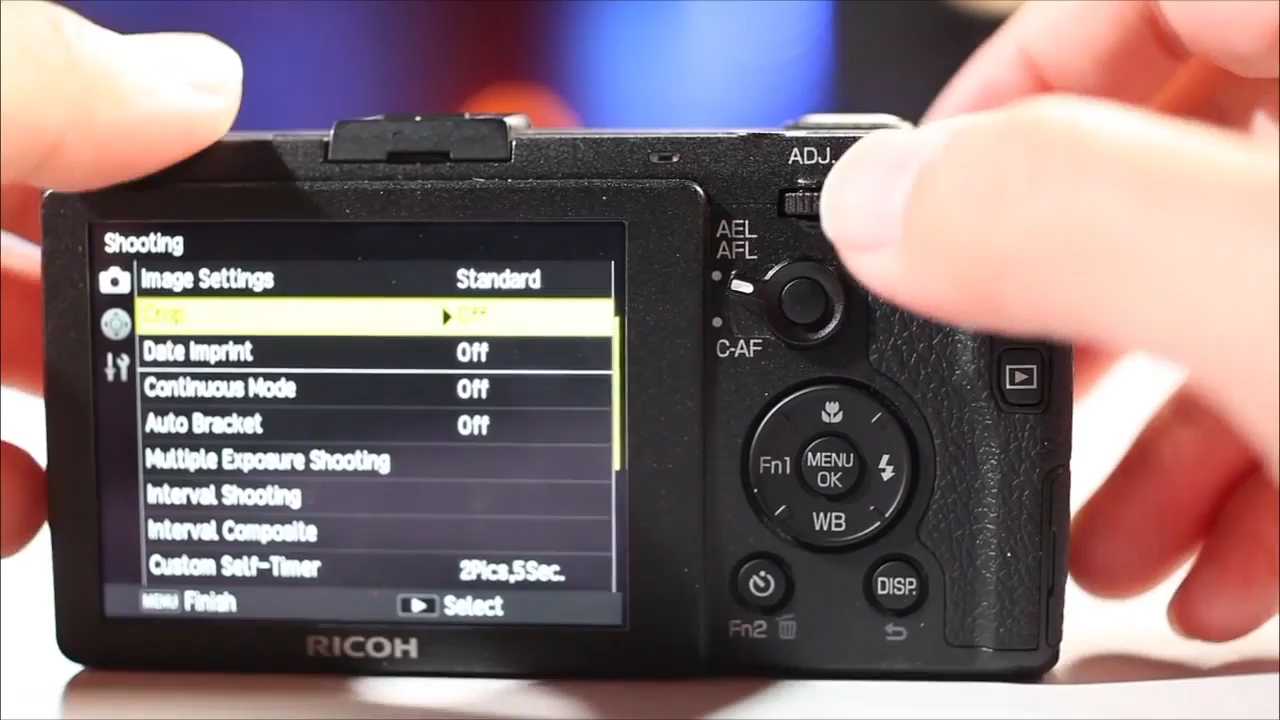 ADJ.
AEL
AFL
C-AF
Shooting
Image Settings Standard
Crop Off
Date Imprint Off
Continuous Mode Off
Auto Bracket Off
Multiple Exposure Shooting
Interval Shooting
Interval Composite
Custom Self-Timer 2Pics,5Sec.
MENU Finish Select
Fn1
MENU
OK
WB
DISP.
Fn2
RICOH